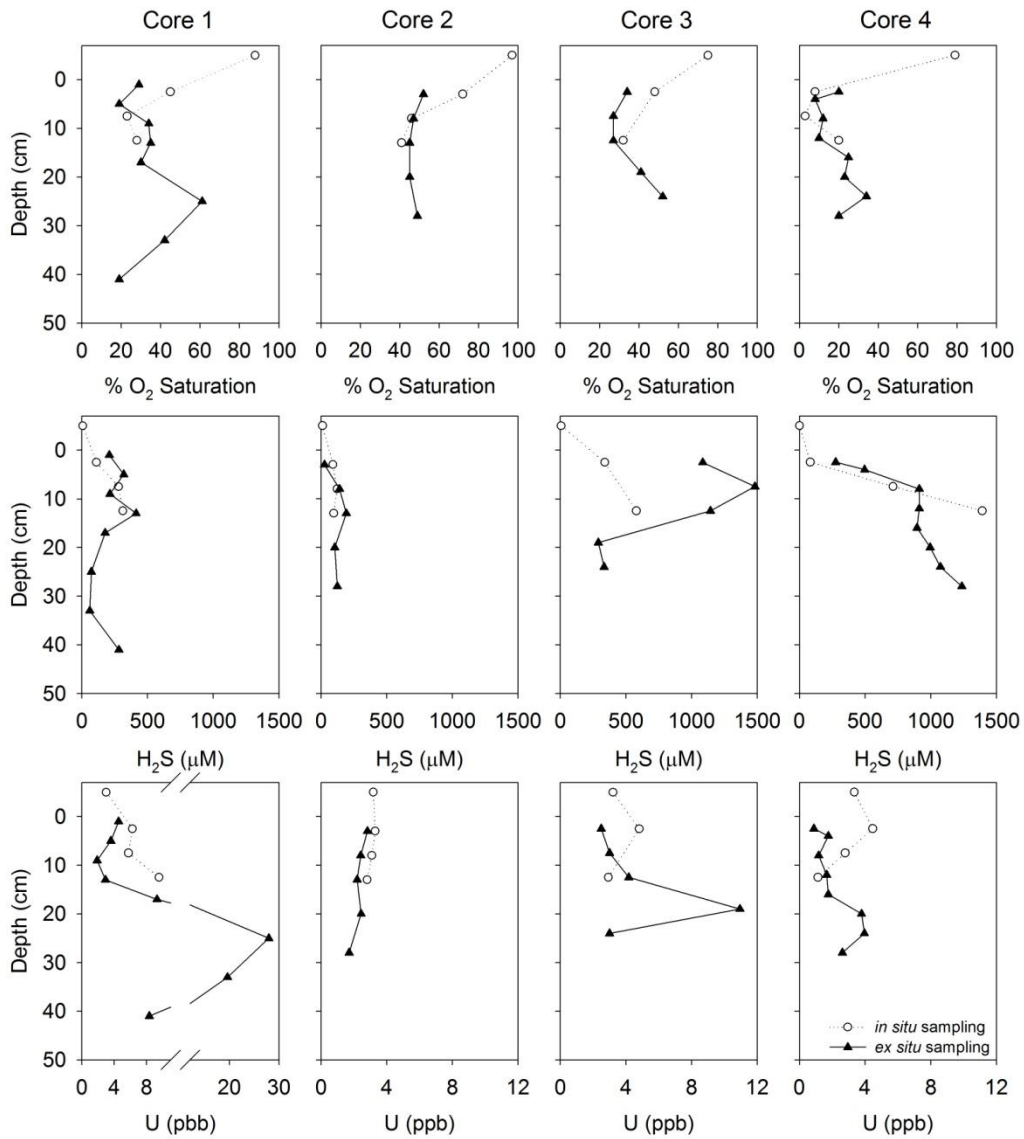 Core 1 Core 2 Core 3 Core 4
Depth (cm)
0
10
20
30
40
50
0 20 40 60 80 100 0 20 40 60 80 100 0 20 40 60 80 100 0 20 40 60 80 100
% O₂ Saturation % O₂ Saturation % O₂ Saturation % O₂ Saturation
Depth (cm)
0
10
20
30
40
50
0 500 1000 1500 0 500 1000 1500 0 500 1000 1500 0 500 1000 1500
H₂S (μM) H₂S (μM) H₂S (μM) H₂S (μM)
Depth (cm)
0
10
20
30
40
50
in situ sampling
ex situ sampling
0 4 8 20 30 0 4 8 12 0 4 8 12 0 4 8 12
U (pbb) U (ppb) U (ppb) U (ppb)